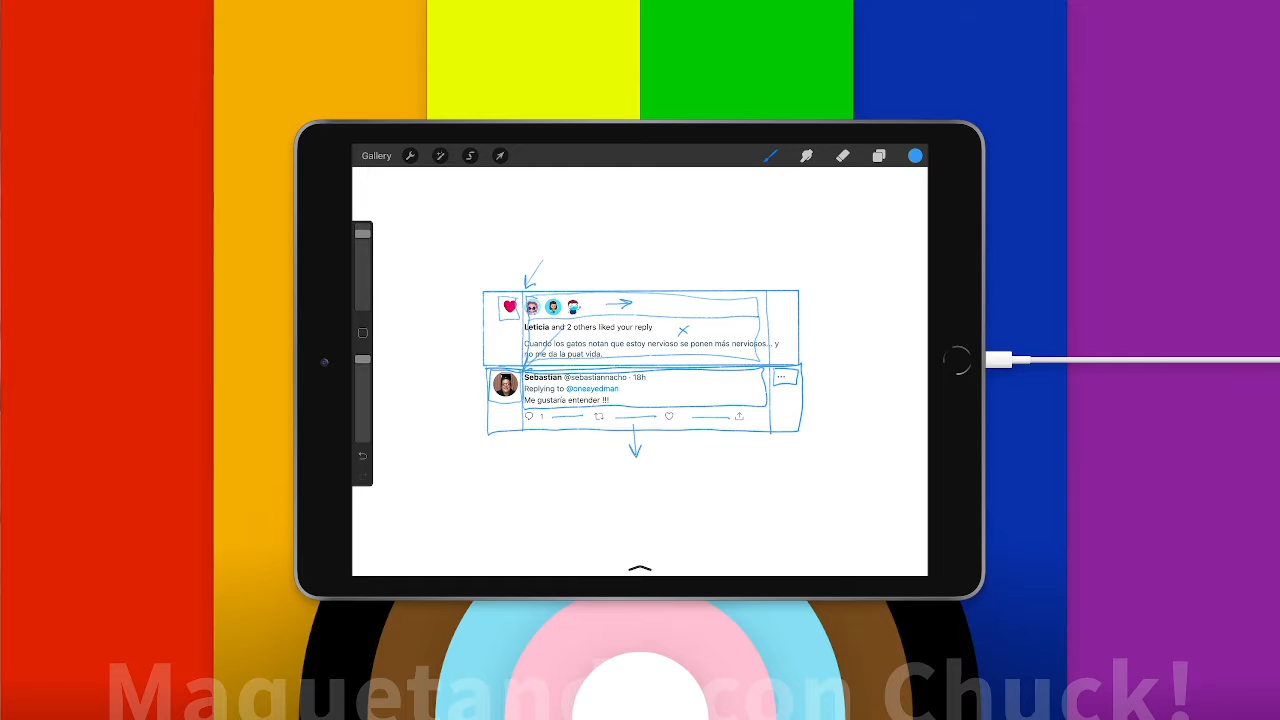 Gallery
Leticia and 2 others liked your reply
Cuando los gatos notan que estoy nervioso se ponen más nerviosos... y
no me da la puat vida.
Sebastian @sebastiannacho · 18h
Replying to @oneeyedman
Me gustaría entender !!!
1
Maquetando con Chuck!